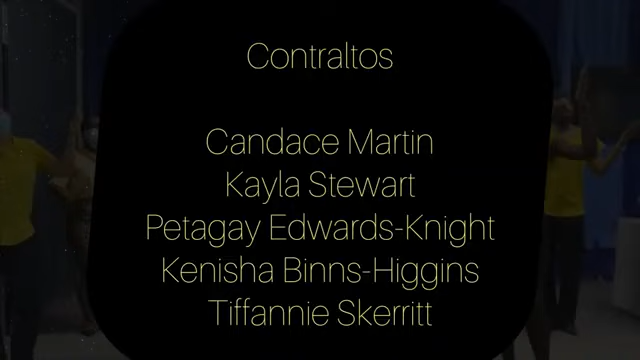 Contraltos
Candace Martin
Kayla Stewart
Petagay Edwards-Knight
Kenisha Binns-Higgins
Tiffannie Skerritt